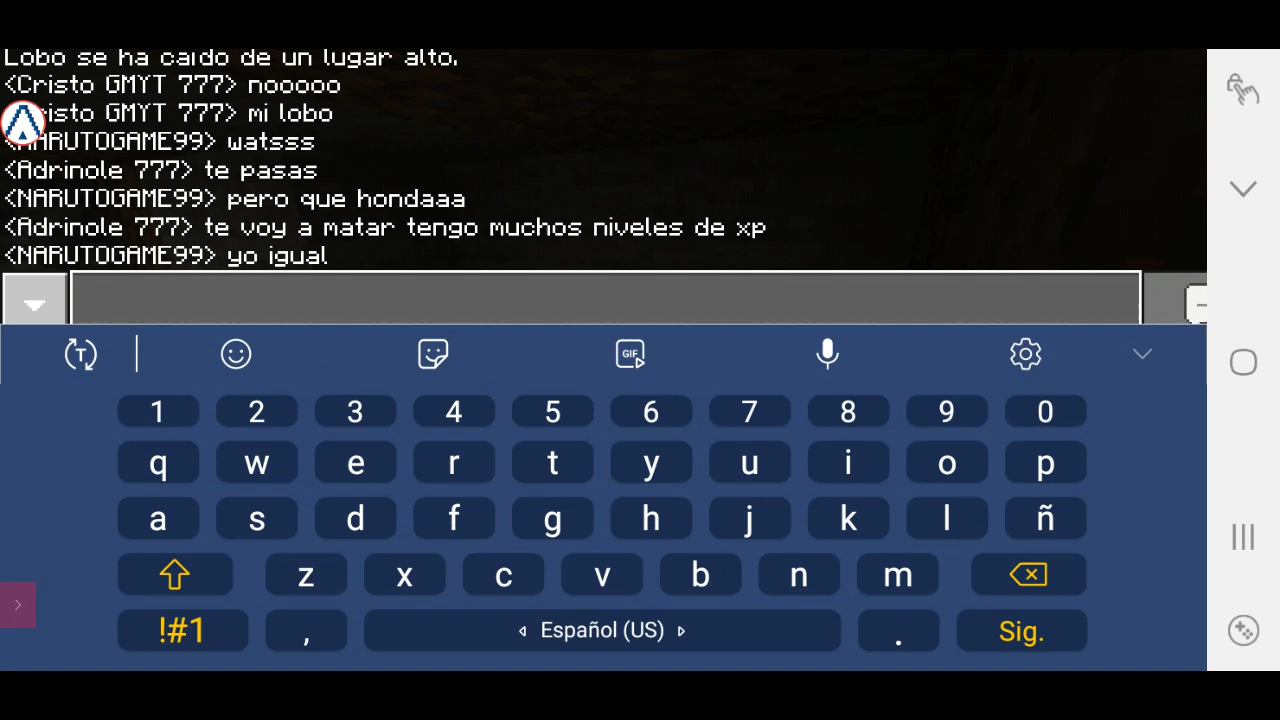 Lobo se ha caido de un lugar alto.
<Cristo GMYT 777> nooooo
isto GMYT 777> mi lobo
<NARUTOGAME99> watsss
<Adrinole 777> te pasas
<NARUTOGAME99> pero que hondaaa
<Adrinole 777> te voy a matar tengo muchos niveles de xp
<NARUTOGAME99> yo igual
T GIF
1 2 3 4 5 6 7 8 9 0
q w e r t y u i o p
a s d f g h j k l ñ
z x c v b n m
!#1 , Español (US) . Sig.